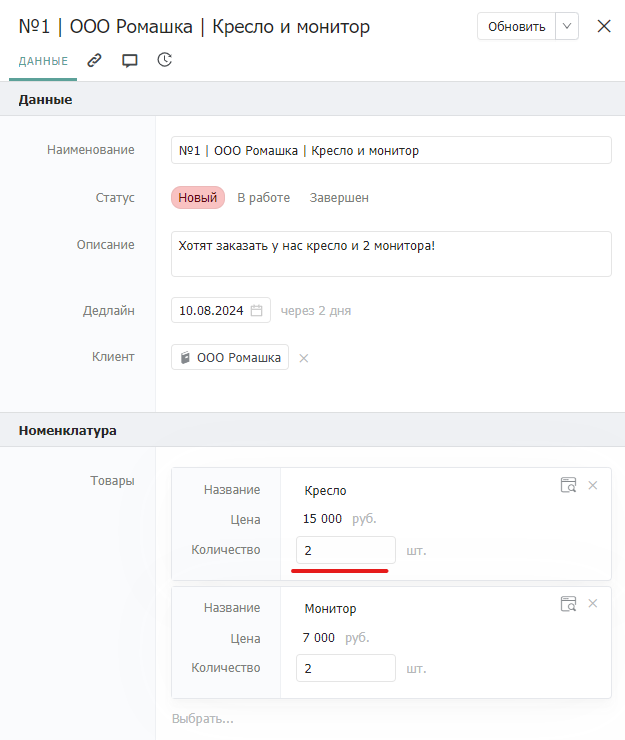 №1 | ООО Ромашка | Кресло и монитор
Обновить
ДАННЫЕ
Данные
Наименование №1 | ООО Ромашка | Кресло и монитор
Статус Новый В работе Завершен
Описание Хотят заказать у нас кресло и 2 монитора!
Дедлайн 10.08.2024 через 2 дня
Клиент ООО Ромашка
Номенклатура
Товары
Название Кресло
Цена 15 000 руб.
Количество 2 шт.
Название Монитор
Цена 7 000 руб.
Количество 2 шт.
Выбрать...